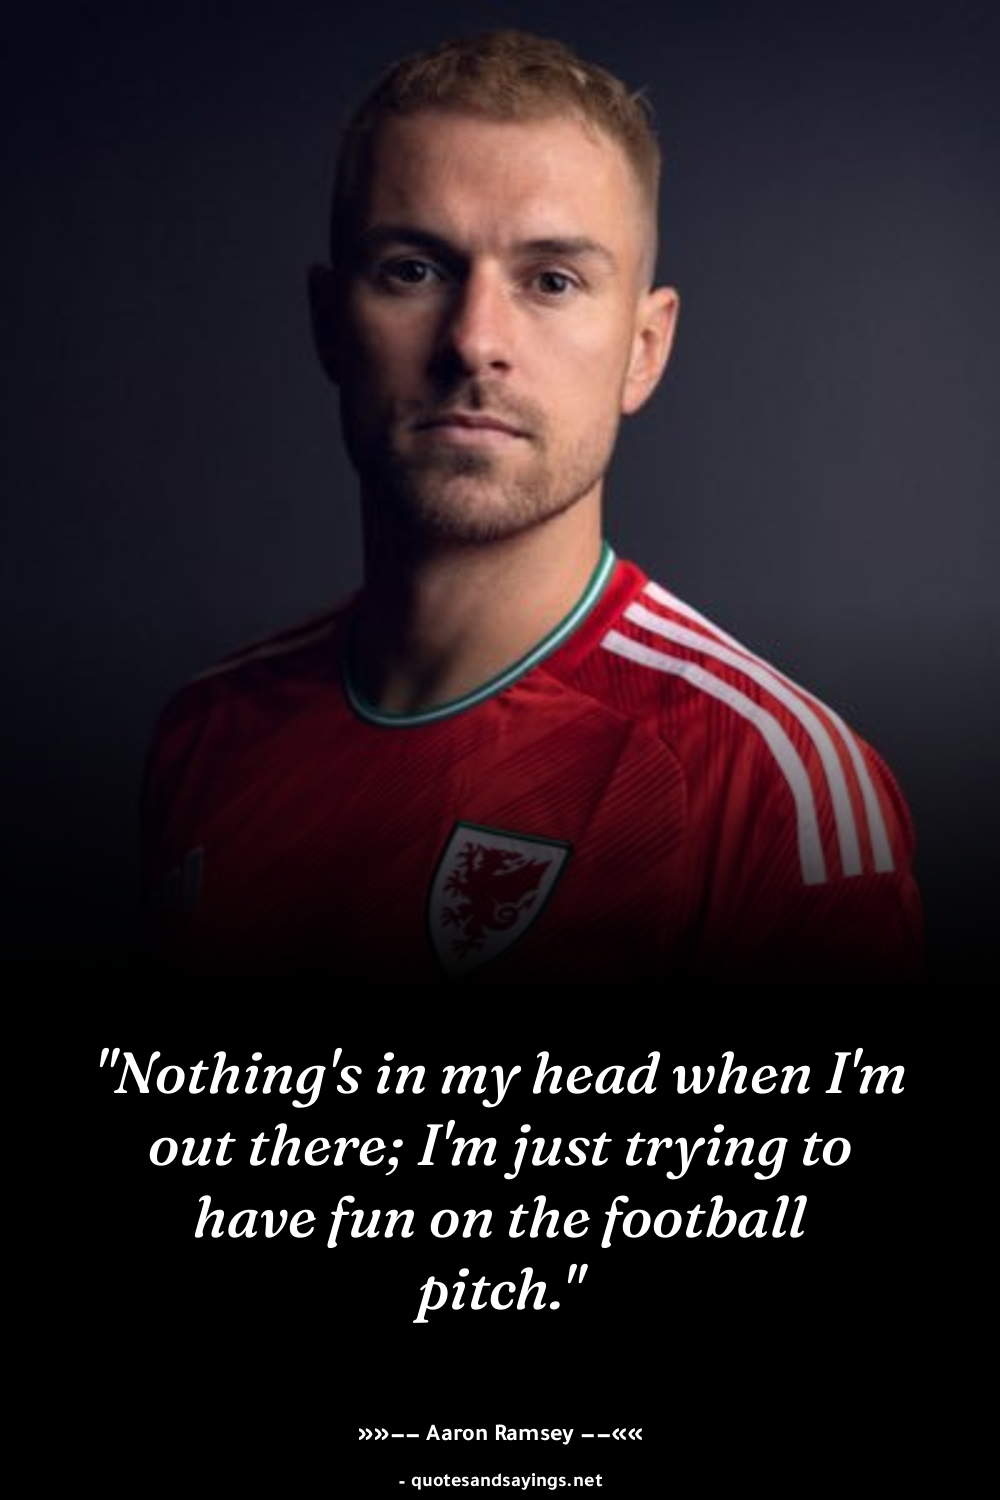 "Nothing's in my head when I'm
out there; I'm just trying to
have fun on the football
pitch."
»»−− Aaron Ramsey −−««
- quotesandsayings.net